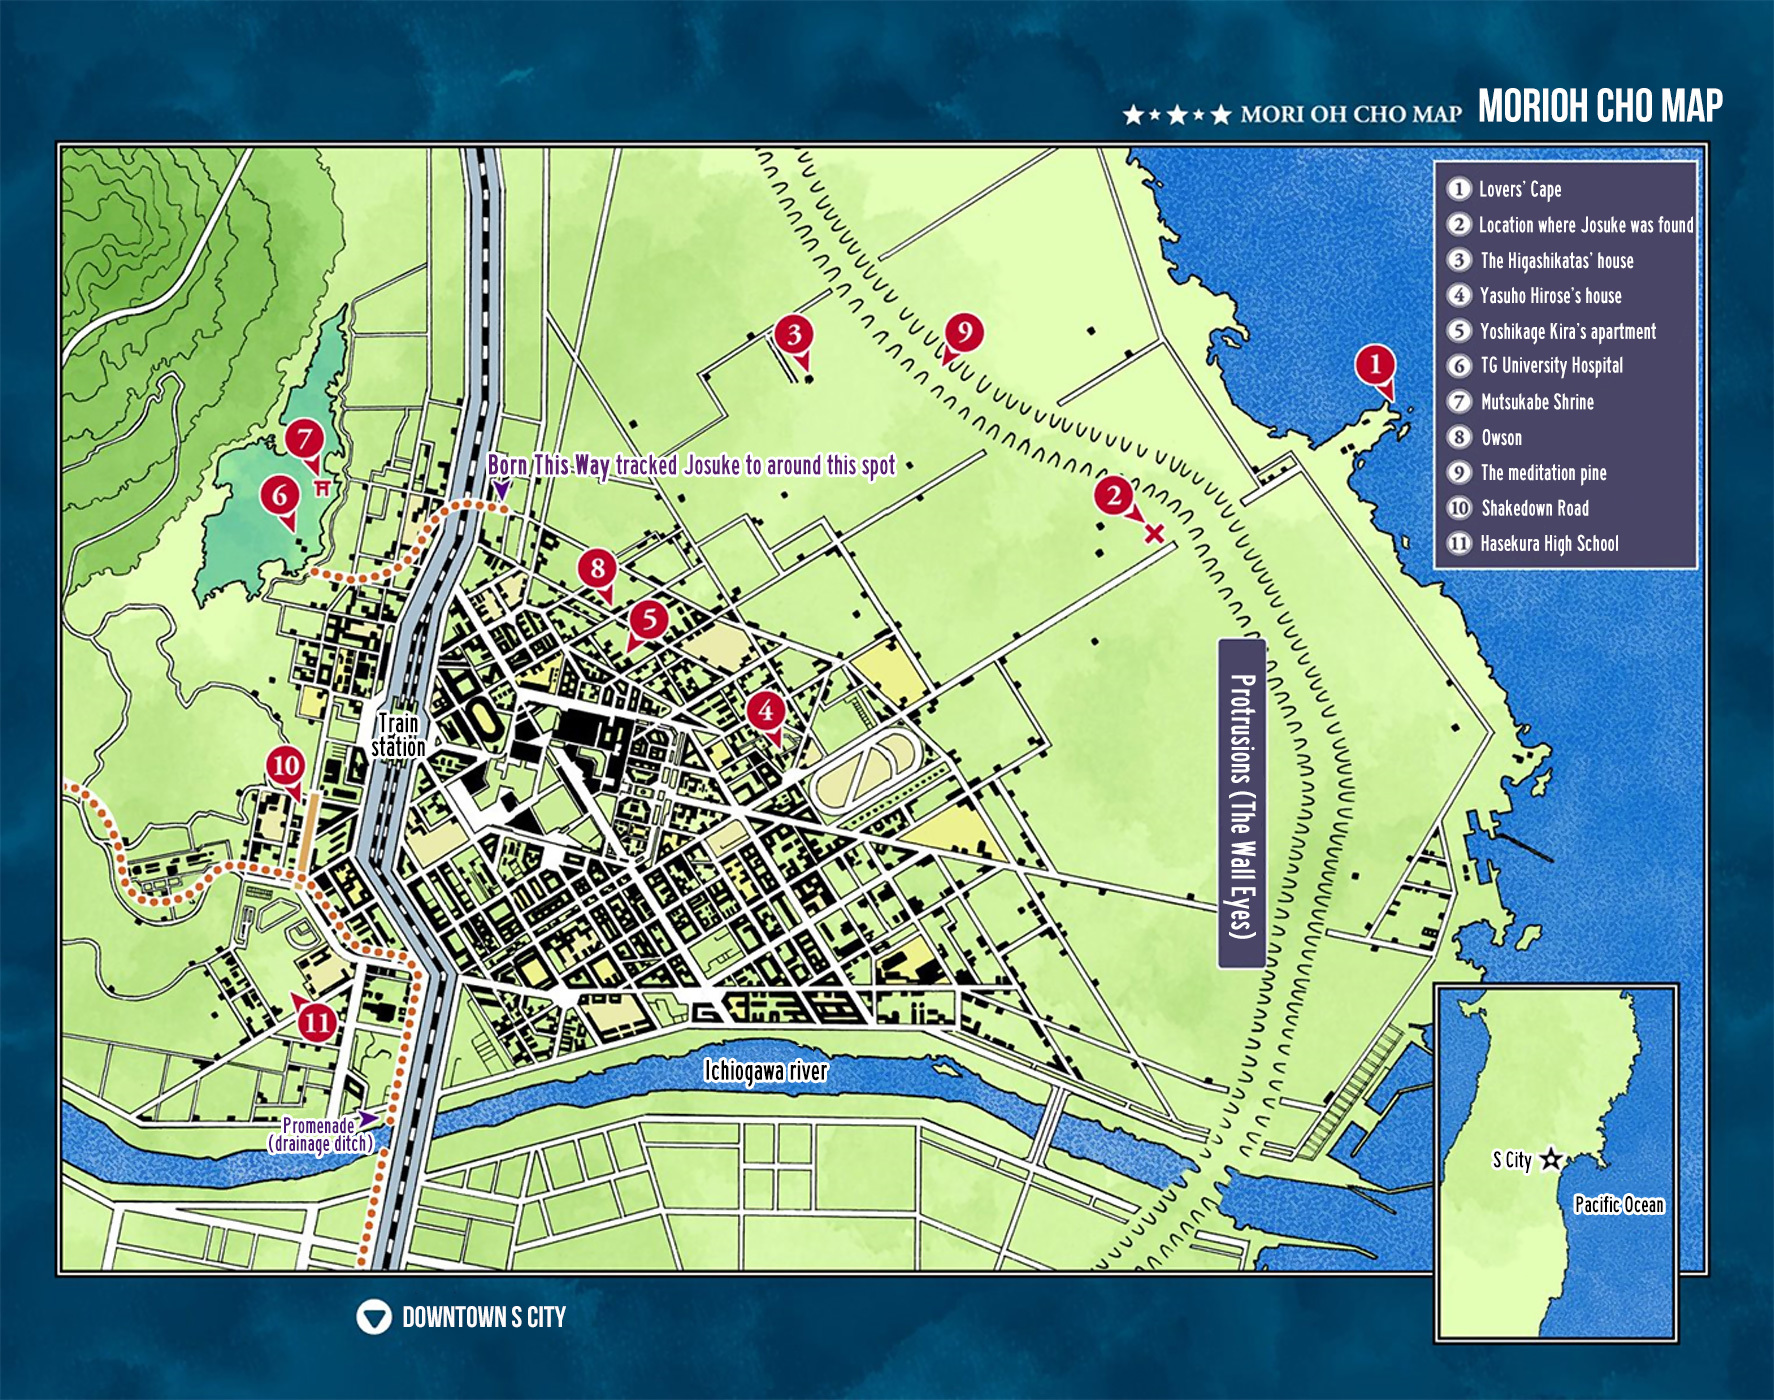 MORI OH CHO MAP MORIOH CHO MAP
1 Lovers' Cape
2 Location where Josuke was found
3 The Higashikatas' house
4 Yasuho Hirose's house
5 Yoshikage Kira's apartment
6 TG University Hospital
7 Mutsukabe Shrine
8 Owson
9 The meditation pine
10 Shakedown Road
11 Hasekura High School
3
9
1
7
Born This Way tracked Josuke to around this spot
6
2
8
5
4
Train
station
10
Protrusions (The Wall Eyes)
11
Ichiogawa river
Promenade
(drainage ditch)
S City
Pacific Ocean
DOWNTOWN S CITY